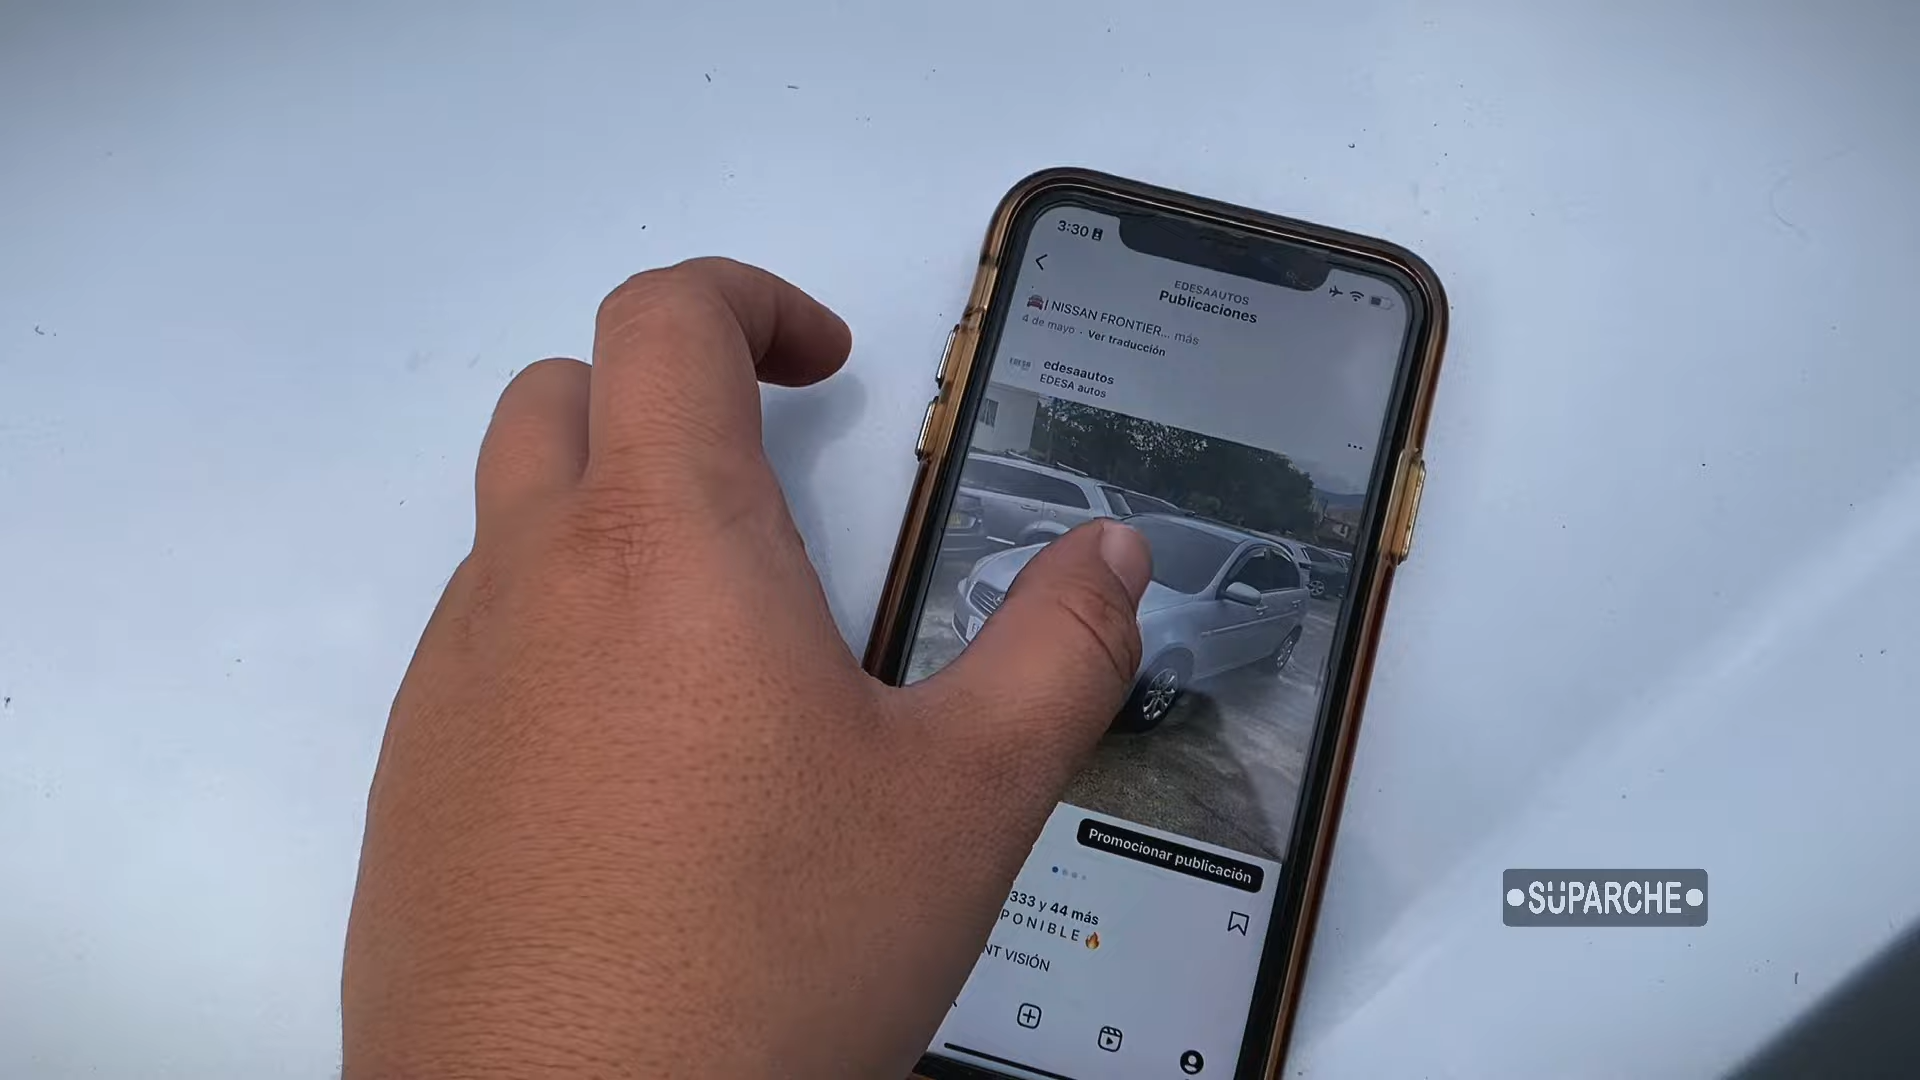 3:30
EDESAAUTOS
Publicaciones
| NISSAN FRONTIER... más
4 de mayo · Ver traducción
edesaautos
EDESA autos
Promocionar publicación
333 y 44 más
PONIBLE🔥
NT VISIÓN
•SUPARCHE•